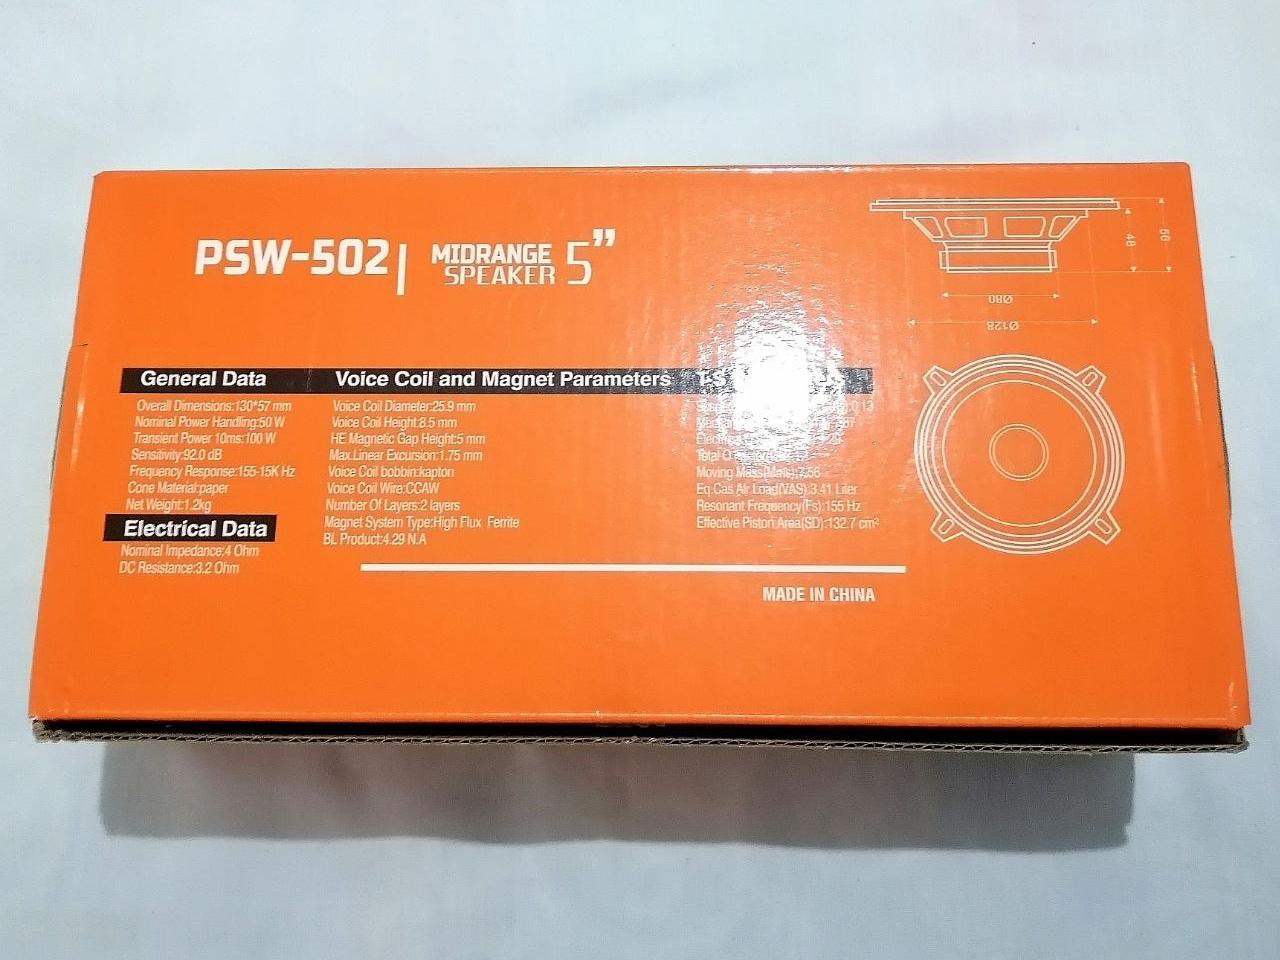 PSW-502
MIDRANGE
SPEAKER
5”
56
48
Ø80
Ø128
General Data
Overall Dimensions:130*57 mm
Nominal Power Handling:50 W
Transient Power 10ms:100 W
Sensitivity:92.0 dB
Frequency Response:155-15K Hz
Cone Material:paper
Net Weight:1.2kg
Electrical Data
Nominal Impedance:4 Ohm
DC Resistance:3.2 Ohm
Voice Coil and Magnet Parameters
Voice Coil Diameter:25.9 mm
Voice Coil Height:8.5 mm
HE Magnetic Gap Height:5 mm
Max.Linear Excursion:1.75 mm
Voice Coil bobbin:kapton
Voice Coil Wire:CCAW
Number Of Layers:2 layers
Magnet System Type:High Flux Ferrite
BL Product:4.29 N.A
T-S
Total Q
Moving Mass(Mms):7.56
Eq.Cas Air Load(VAS):3.41 Liter
Resonant Frequency(Fs):155 Hz
Effective Piston Area(SD):132.7 cm²
MADE IN CHINA